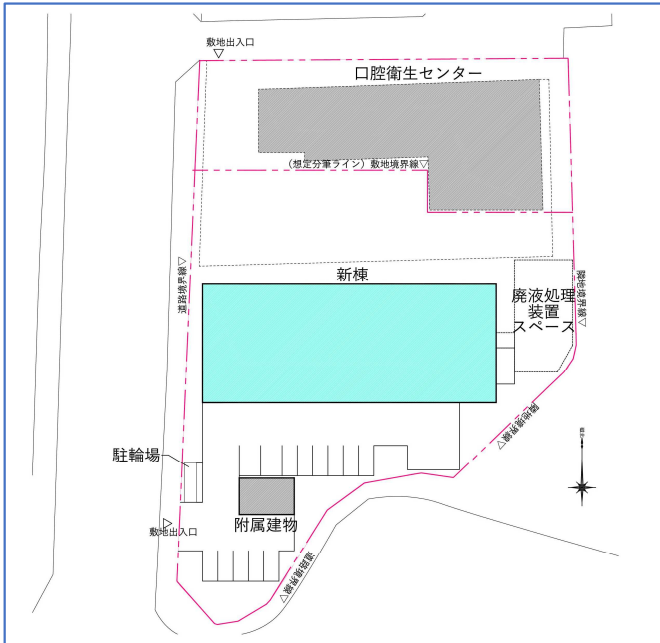 敷地出入口
口腔衛生センター
(想定分筆ライン)敷地境界線▽
道路境界線▽
新棟
廃液処理
装置
スペース
隣地境界線▽
隣地境界線▽
駐輪場
敷地出入口
附属建物
道路境界線▽